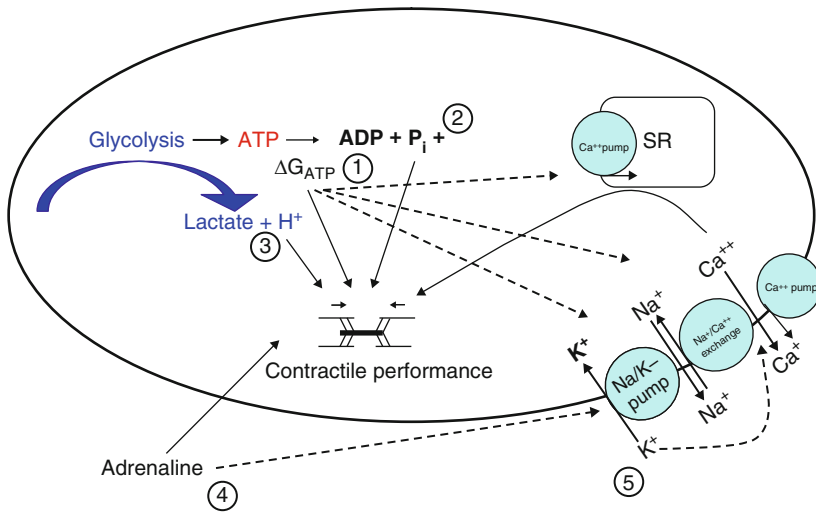 ②
Glycolysis → ATP → ADP + Pi +
ΔG_ATP ①
Ca++pump
SR
Lactate + H+
③
Ca++
Ca++ pump
Na+
Na+/Ca++
exchange
K+
Ca+
Na/K–
pump
Contractile performance
Na+
K+
Adrenaline
④
⑤